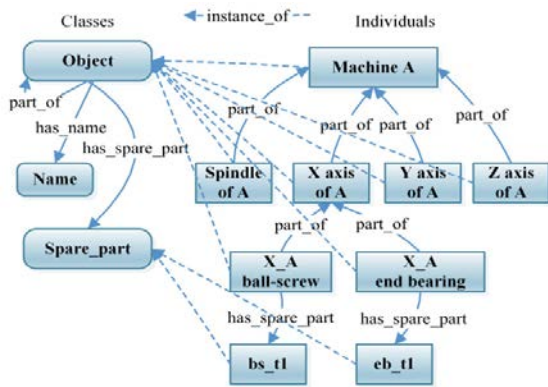 Classes
instance_of
Individuals
Object
Machine A
part_of
has_name
has_spare_part
part_of
part_of
part_of
part_of
Name
Spindle
of A
X axis
of A
Y axis
of A
Z axis
of A
Spare_part
part_of
part_of
X_A
ball-screw
X_A
end bearing
has_spare_part
has_spare_part
bs_t1
eb_t1